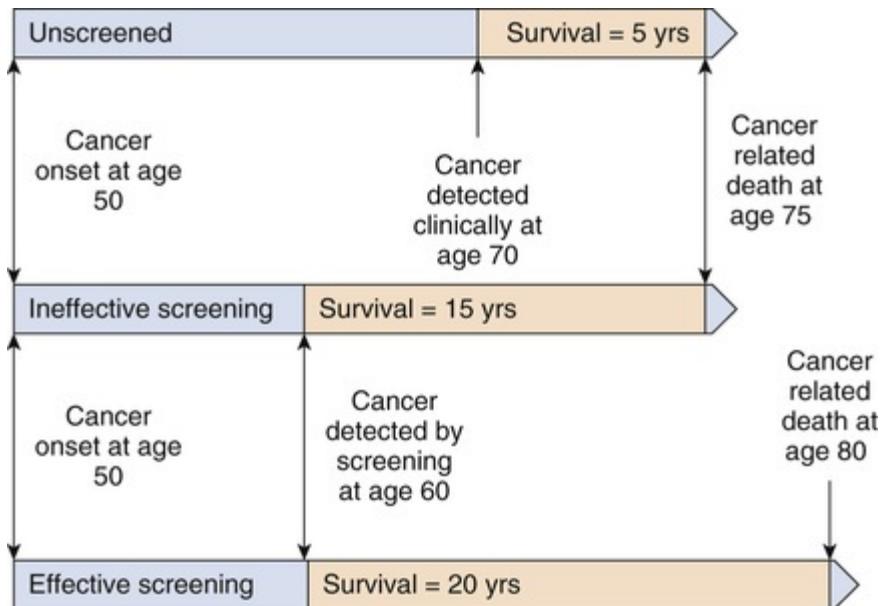 Unscreened
Survival = 5 yrs
Cancer
onset at age
50
Cancer
detected
clinically at
age 70
Cancer
related
death at
age 75
Ineffective screening
Survival = 15 yrs
Cancer
onset at age
50
Cancer
detected by
screening
at age 60
Cancer
related
death at
age 80
Effective screening
Survival = 20 yrs